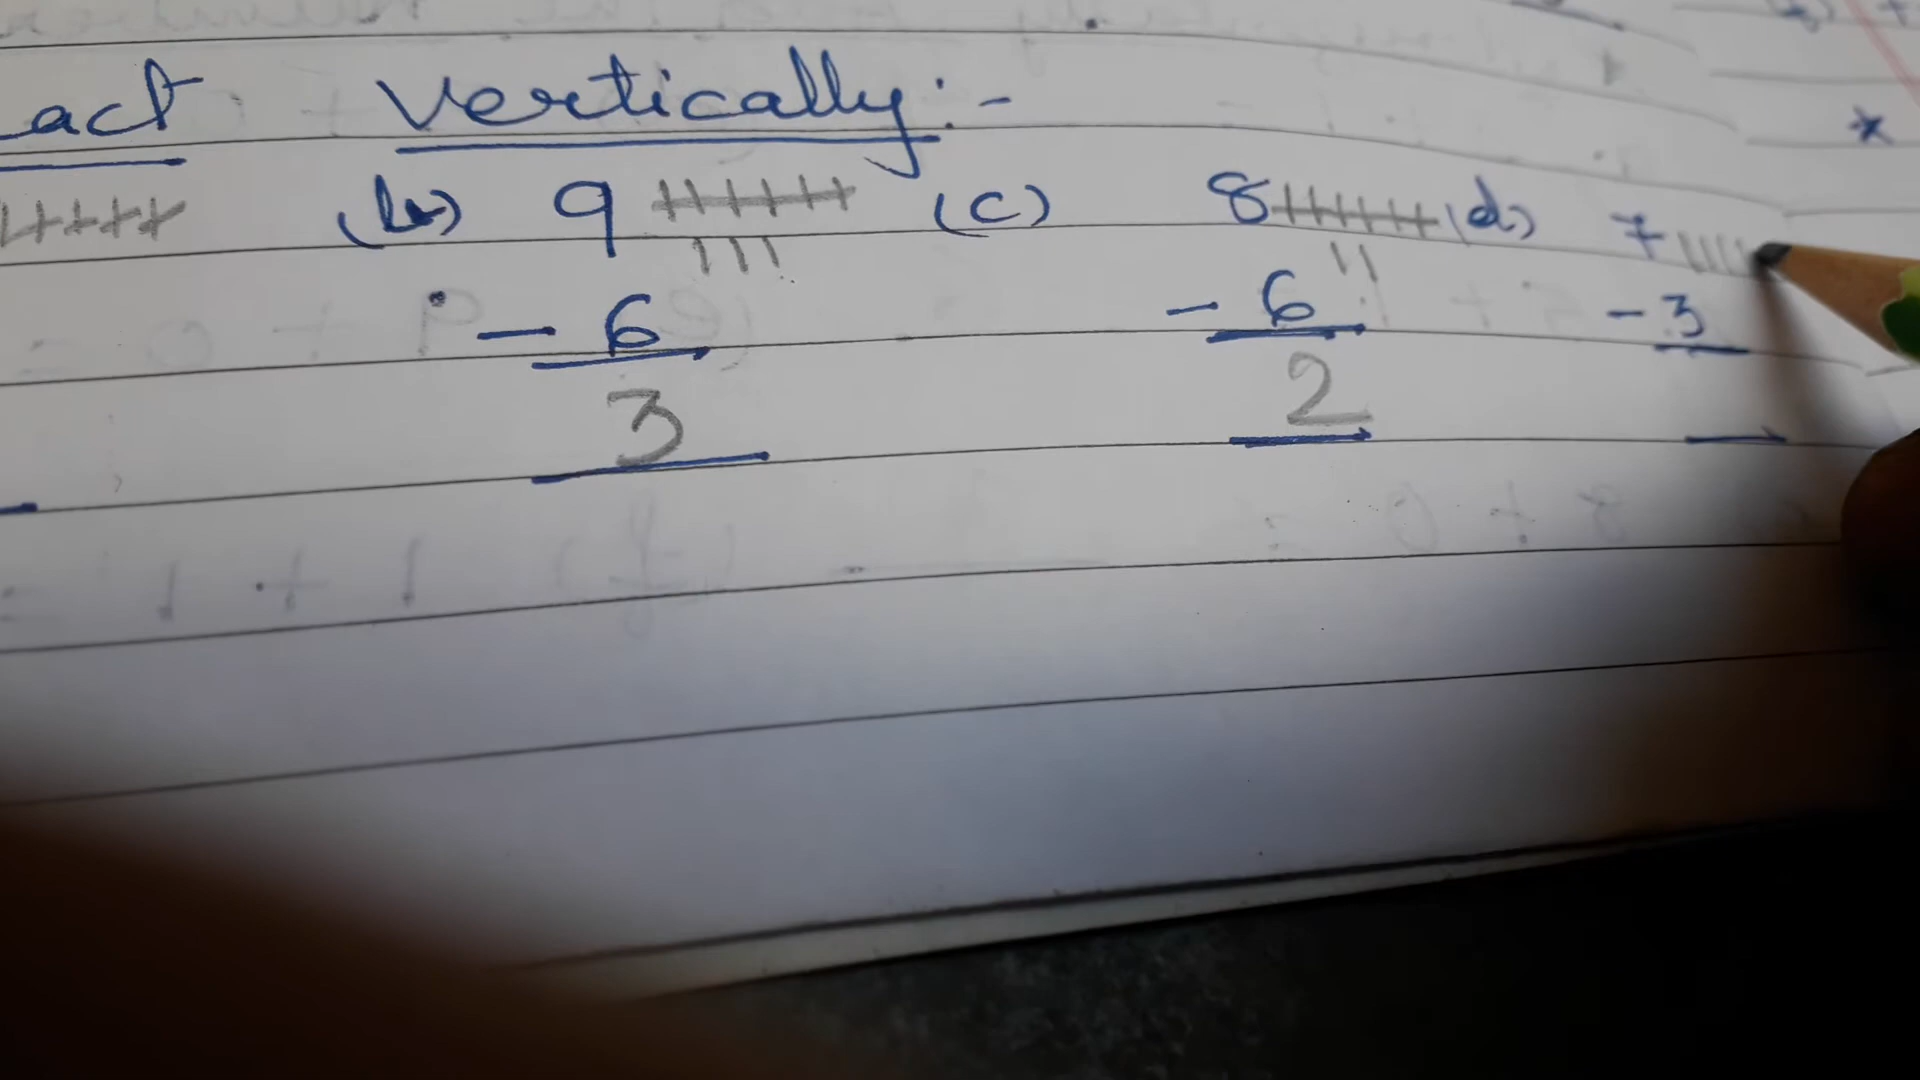 act vertically:-
(b) 9 (c) 8 (d) 7
- 6 - 6 - 3
3 2